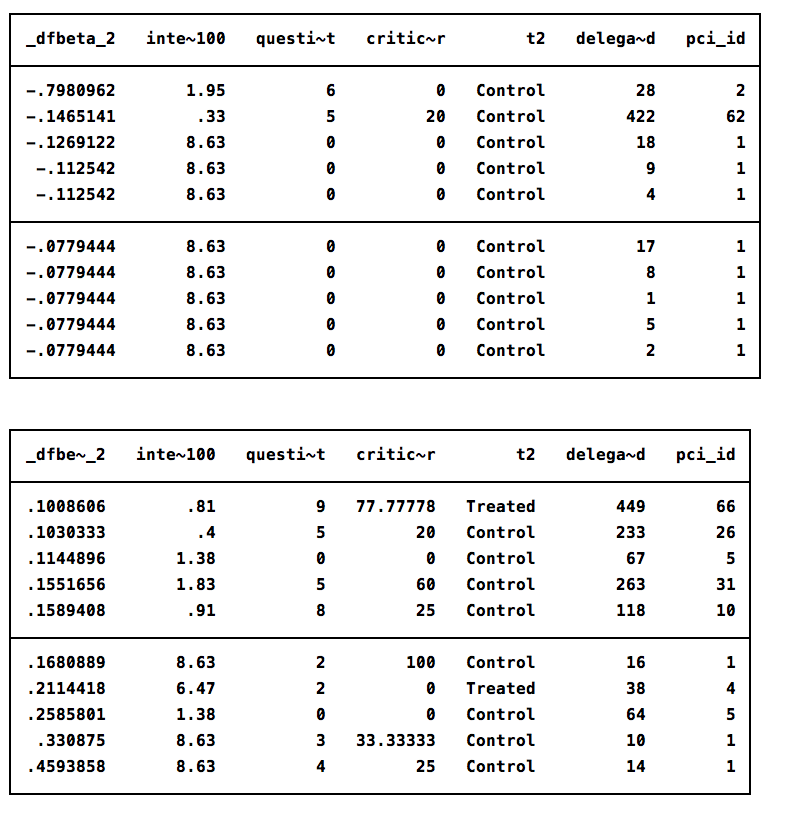 _dfbeta_2 inte~100 questi~t critic~r t2 delega~d pci_id
-.7980962 1.95 6 0 Control 28 2
-.1465141 .33 5 20 Control 422 62
-.1269122 8.63 0 0 Control 18 1
-.112542 8.63 0 0 Control 9 1
-.112542 8.63 0 0 Control 4 1
-.0779444 8.63 0 0 Control 17 1
-.0779444 8.63 0 0 Control 8 1
-.0779444 8.63 0 0 Control 1 1
-.0779444 8.63 0 0 Control 5 1
-.0779444 8.63 0 0 Control 2 1
_dfbe~_2 inte~100 questi~t critic~r t2 delega~d pci_id
.1008606 .81 9 77.77778 Treated 449 66
.1030333 .4 5 20 Control 233 26
.1144896 1.38 0 0 Control 67 5
.1551656 1.83 5 60 Control 263 31
.1589408 .91 8 25 Control 118 10
.1680889 8.63 2 100 Control 16 1
.2114418 6.47 2 0 Treated 38 4
.2585801 1.38 0 0 Control 64 5
.330875 8.63 3 33.33333 Control 10 1
.4593858 8.63 4 25 Control 14 1